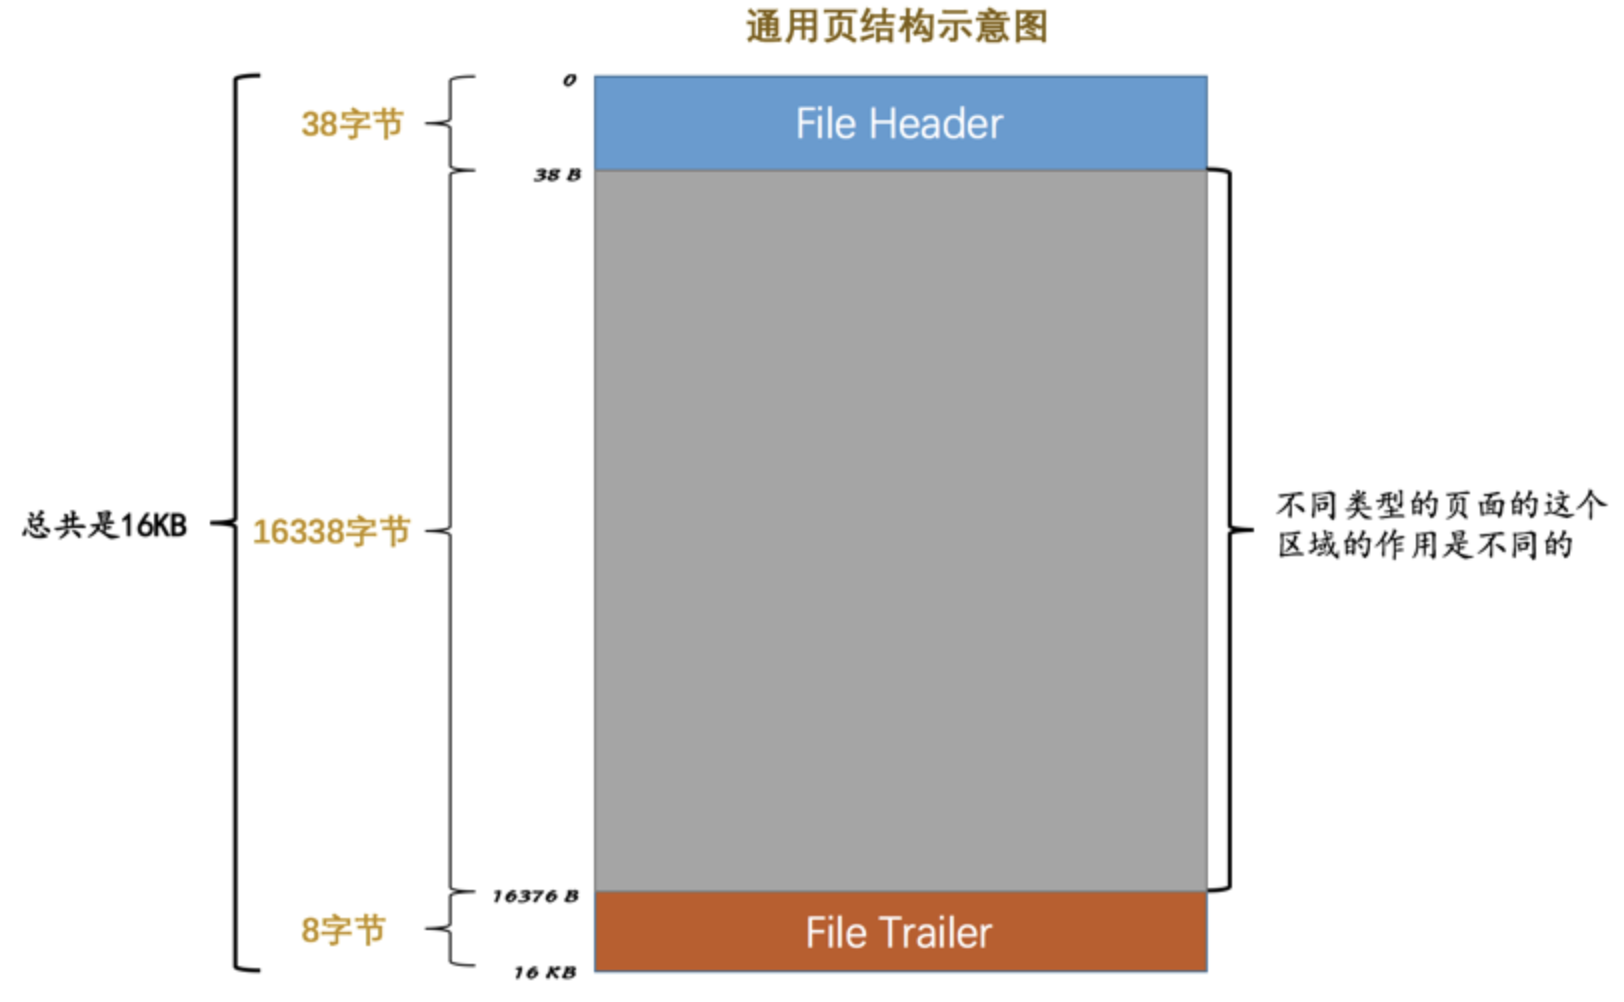 通用页结构示意图
0
38字节
File Header
38 B
总共是16KB
16338字节
不同类型的页面的这个
区域的作用是不同的
16376 B
8字节
File Trailer
16 KB